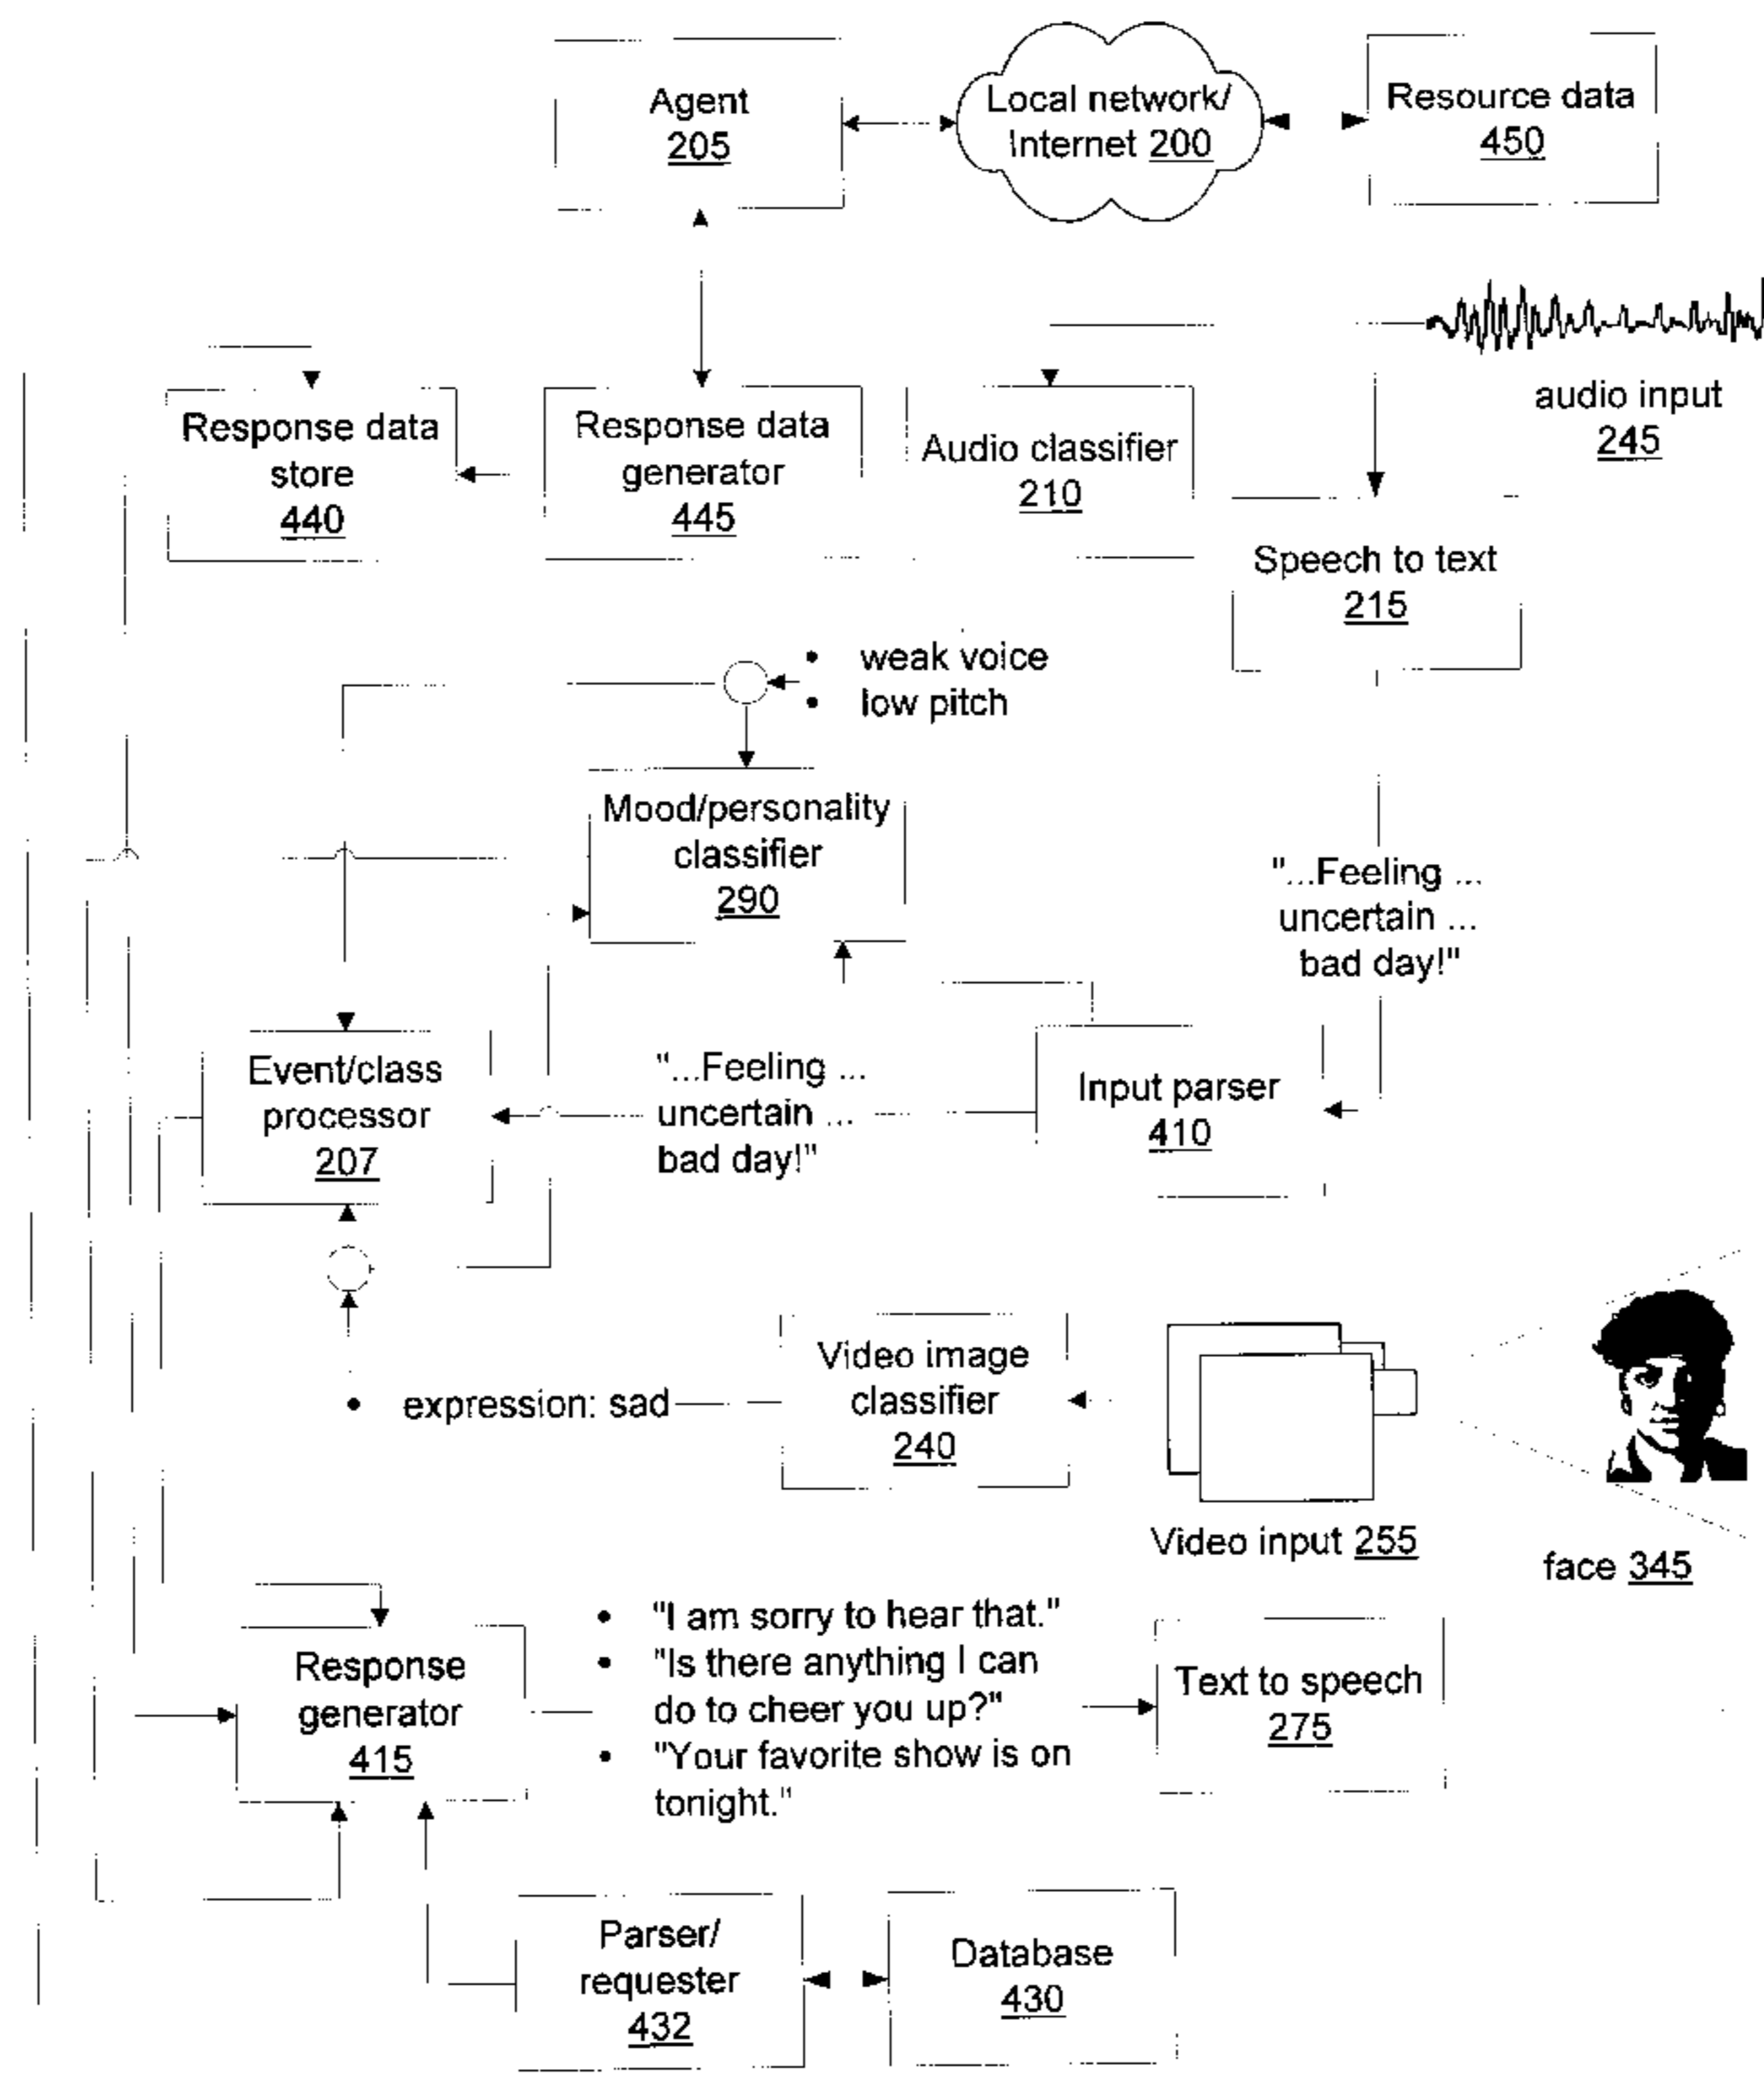 Agent
205
Local network/
Internet 200
Resource data
450
audio input
245
Response data
store
440
Response data
generator
445
Audio classifier
210
Speech to text
215
• weak voice
• low pitch
Mood/personality
classifier
290
"...Feeling ...
uncertain ...
bad day!"
Event/class
processor
207
"...Feeling ...
uncertain ...
bad day!"
Input parser
410
• expression: sad
Video image
classifier
240
Video input 255
face 345
Response
generator
415
• "I am sorry to hear that."
• "Is there anything I can
do to cheer you up?"
• "Your favorite show is on
tonight."
Text to speech
275
Parser/
requester
432
Database
430